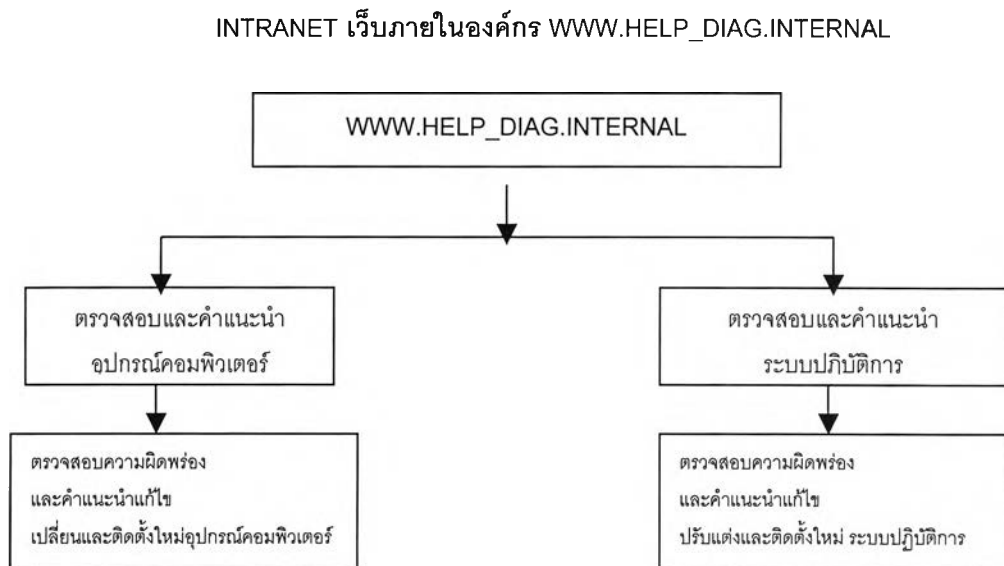 INTRANET เว็บภายในองค์กร WWW.HELP_DIAG.INTERNAL
WWW.HELP_DIAG.INTERNAL
ตรวจสอบและคำแนะนำ
อุปกรณ์คอมพิวเตอร์
ตรวจสอบและคำแนะนำ
ระบบปฏิบัติการ
ตรวจสอบความผิดพร่อง
และคำแนะนำแก้ไข
เปลี่ยนและติดตั้งใหม่อุปกรณ์คอมพิวเตอร์
ตรวจสอบความผิดพร่อง
และคำแนะนำแก้ไข
ปรับแต่งและติดตั้งใหม่ ระบบปฏิบัติการ